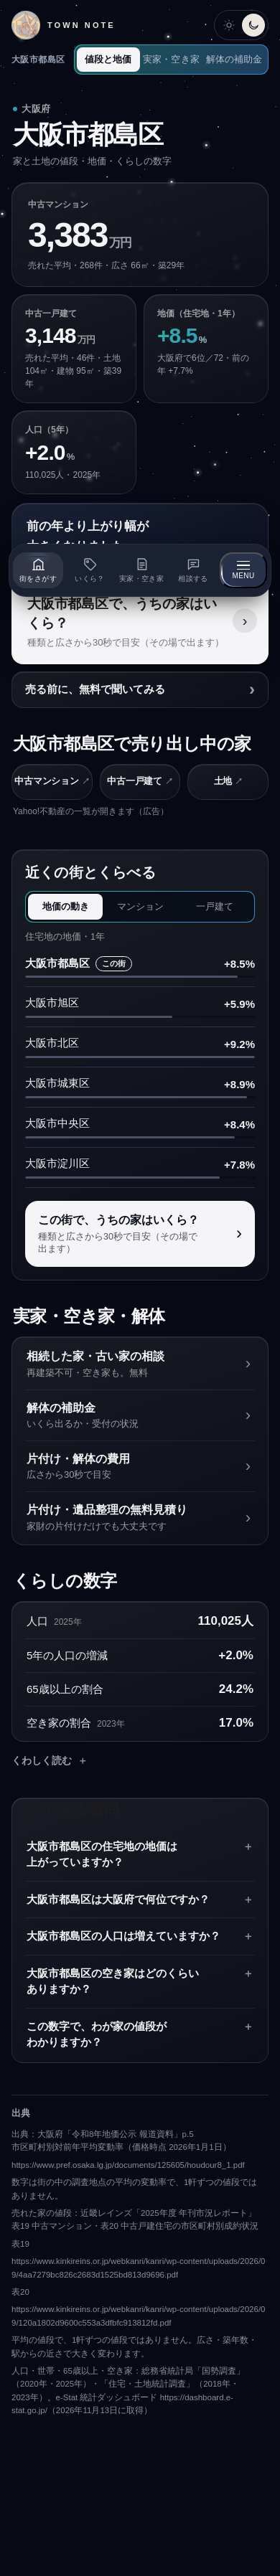 TOWN NOTE
大阪市都島区
値段と地価
実家・空き家
解体の補助金
大阪府
大阪市都島区
家と土地の値段・地価・くらしの数字
中古マンション
3,383万円
売れた平均・268件・広さ 66㎡・築29年
中古一戸建て
3,148万円
売れた平均・46件・土地
104㎡・建物 95㎡・築39
年
地価（住宅地・1年）
+8.5%
大阪府で6位／72・前の
年 +7.7%
人口（5年）
+2.0%
110,025人・2025年
前の年より上がり幅が
街をさがす
いくら？
実家・空き家
相談する
MENU
大阪市都島区で、うちの家はい
くら？
種類と広さから30秒で目安（その場で出ます）
›
売る前に、無料で聞いてみる ›
大阪市都島区で売り出し中の家
中古マンション ↗
中古一戸建て ↗
土地 ↗
Yahoo!不動産の一覧が開きます（広告）
近くの街とくらべる
地価の動き
マンション
一戸建て
住宅地の地価・1年
大阪市都島区 この街 +8.5%
大阪市旭区 +5.9%
大阪市北区 +9.2%
大阪市城東区 +8.9%
大阪市中央区 +8.4%
大阪市淀川区 +7.8%
この街で、うちの家はいくら？
種類と広さから30秒で目安（その場で
出ます）
›
実家・空き家・解体
相続した家・古い家の相談
再建築不可・空き家も。無料
›
解体の補助金
いくら出るか・受付の状況
›
片付け・解体の費用
広さから30秒で目安
›
片付け・遺品整理の無料見積り
家財の片付けだけでも大丈夫です
›
くらしの数字
人口 2025年 110,025人
5年の人口の増減 +2.0%
65歳以上の割合 24.2%
空き家の割合 2023年 17.0%
くわしく読む +
大阪市都島区の住宅地の地価は
上がっていますか？
+
大阪市都島区は大阪府で何位ですか？ +
大阪市都島区の人口は増えていますか？ +
大阪市都島区の空き家はどのくらい
ありますか？
+
この数字で、わが家の値段が
わかりますか？
+
出典
出典：大阪府「令和8年地価公示 報道資料」p.5
市区町村別対前年平均変動率（価格時点 2026年1月1日）
https://www.pref.osaka.lg.jp/documents/125605/houdour8_1.pdf
数字は街の中の調査地点の平均の変動率で、1軒ずつの値段では
ありません。
売れた家の値段：近畿レインズ「2025年度 年刊市況レポート」
表19 中古マンション・表20 中古戸建住宅の市区町村別成約状況
表19
https://www.kinkireins.or.jp/webkanri/kanri/wp-content/uploads/2026/0
9/4aa7279bc826c2683d1525bd813d9696.pdf
表20
https://www.kinkireins.or.jp/webkanri/kanri/wp-content/uploads/2026/0
9/120a1802d9600c553a3dfbfc913812fd.pdf
平均の値段で、1軒ずつの値段ではありません。広さ・築年数・
駅からの近さで大きく変わります。
人口・世帯・65歳以上・空き家：総務省統計局「国勢調査」
（2020年・2025年）・「住宅・土地統計調査」（2018年・
2023年）。e-Stat 統計ダッシュボード https://dashboard.e-
stat.go.jp/（2026年11月13日に取得）